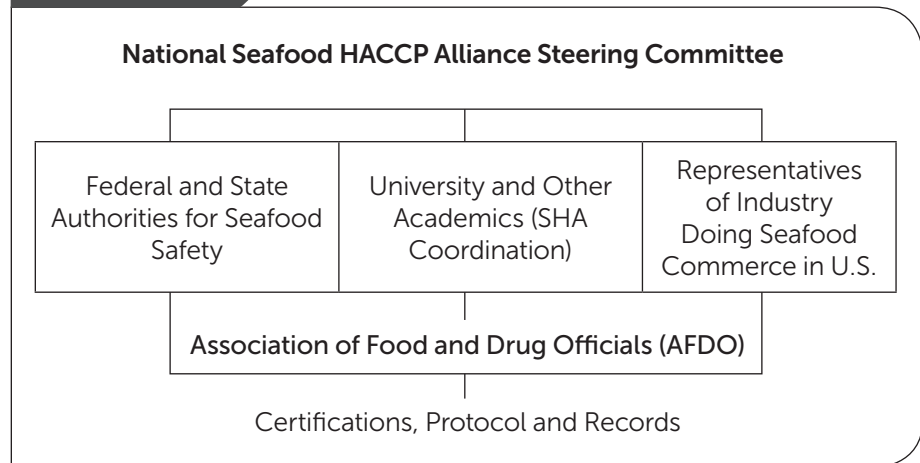 National Seafood HACCP Alliance Steering Committee
Federal and State
Authorities for Seafood
Safety
University and Other
Academics (SHA
Coordination)
Representatives
of Industry
Doing Seafood
Commerce in U.S.
Association of Food and Drug Officials (AFDO)
Certifications, Protocol and Records